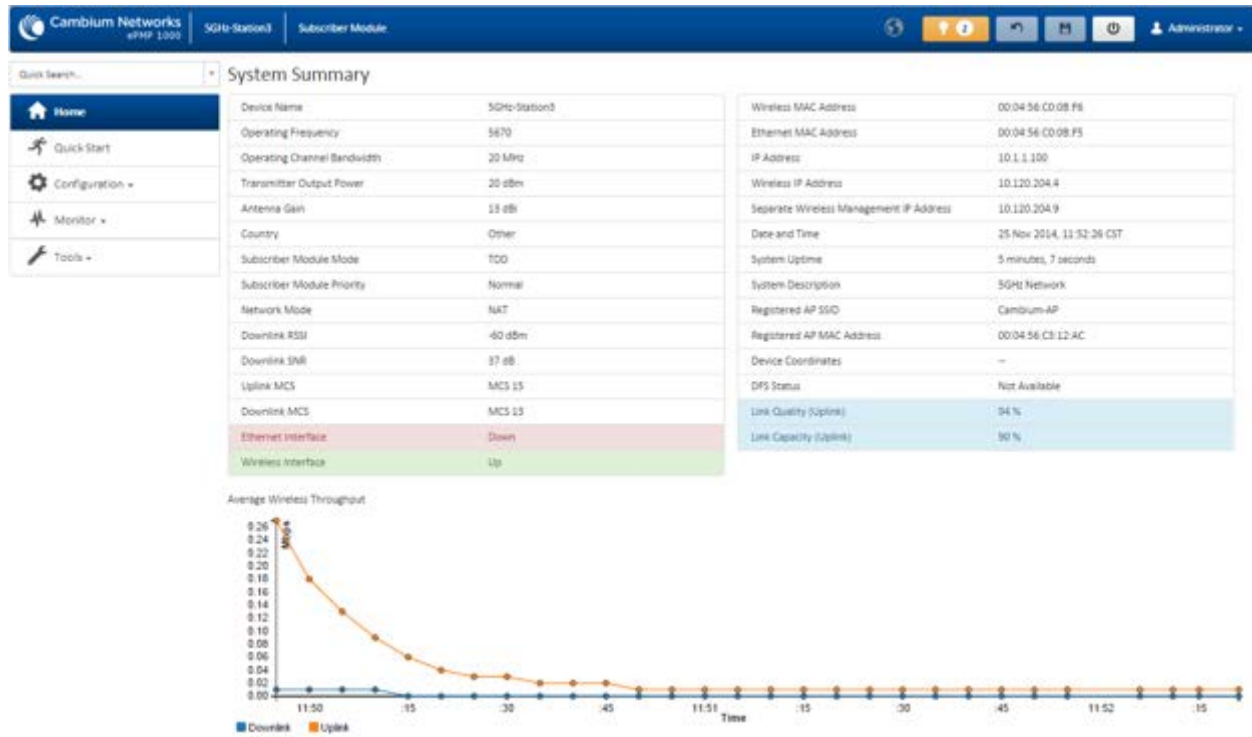 Cambium Networks
ePMP 1000
5GHz-Station3
Subscriber Module
2
Administrator
Quick Search...
Home
Quick Start
Configuration
Monitor
Tools
System Summary
Device Name 5GHz-Station3
Operating Frequency 5670
Operating Channel Bandwidth 20 MHz
Transmitter Output Power 20 dBm
Antenna Gain 13 dBi
Country Other
Subscriber Module Mode TDD
Subscriber Module Priority Normal
Network Mode NAT
Downlink RSSI -60 dBm
Downlink SNR 37 dB
Uplink MCS MCS 15
Downlink MCS MCS 13
Ethernet Interface Down
Wireless Interface Up
Wireless MAC Address 00:04:56:C0:0B:F6
Ethernet MAC Address 00:04:56:C0:0B:F5
IP Address 10.1.1.100
Wireless IP Address 10.120.204.4
Separate Wireless Management IP Address 10.120.204.9
Date and Time 25 Nov 2014, 11:52:26 CST
System Uptime 5 minutes, 7 seconds
System Description 5GHz Network
Registered AP SSID Cambium-AP
Registered AP MAC Address 00:04:56:C3:12:AC
Device Coordinates --
DFS Status Not Available
Link Quality (Uplink) 94 %
Link Capacity (Uplink) 90 %
Average Wireless Throughput
Mbps
0.26
0.24
0.22
0.20
0.18
0.16
0.14
0.12
0.10
0.08
0.06
0.04
0.02
0.00
11:50 :15 :30 :45 11:51 :15 :30 :45 11:52 :15
Time
Downlink Uplink